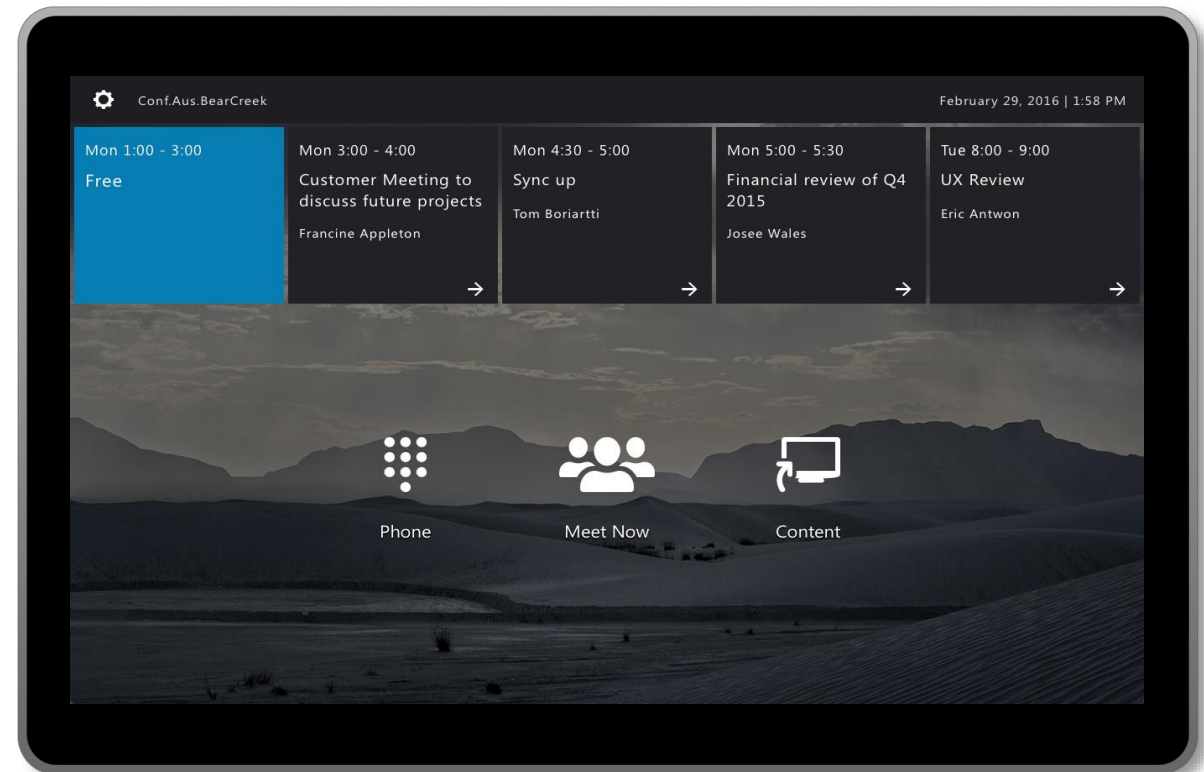 Conf.Aus.BearCreek
February 29, 2016 | 1:58 PM
Mon 1:00 - 3:00
Free
Mon 3:00 - 4:00
Customer Meeting to
discuss future projects
Francine Appleton
Mon 4:30 - 5:00
Sync up
Tom Boriartti
Mon 5:00 - 5:30
Financial review of Q4
2015
Josee Wales
Tue 8:00 - 9:00
UX Review
Eric Antwon
Phone
Meet Now
Content